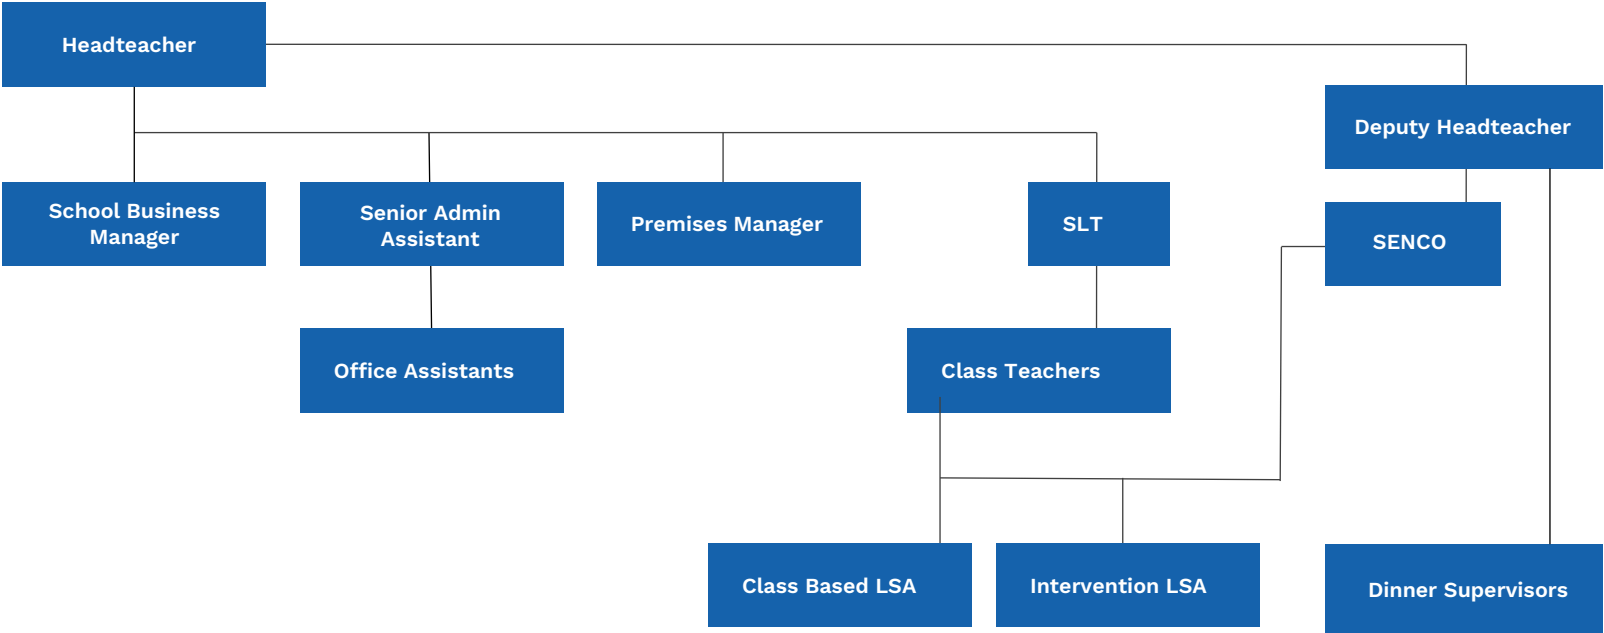 Headteacher
Deputy Headteacher
School Business
Manager
Senior Admin
Assistant
Premises Manager
SLT
SENCO
Office Assistants
Class Teachers
Class Based LSA
Intervention LSA
Dinner Supervisors